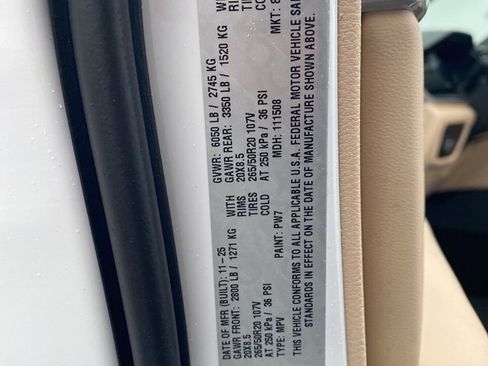 DATE OF MFR (BUILT): 11-25 GVWR: 6050 LB / 2745 KG
GAWR FRONT: 2800 LB / 1271 KG WITH GAWR REAR: 3350 LB / 1520 KG
20X8.5 RIMS 20X8.5
265/50R20 107V TIRES 265/50R20 107V
AT 250 kPa / 36 PSI COLD AT 250 kPa / 36 PSI
TYPE: MPV PAINT: PW7 MDH: 111508 MKT:
THIS VEHICLE CONFORMS TO ALL APPLICABLE U.S.A. FEDERAL MOTOR VEHICLE
STANDARDS IN EFFECT ON THE DATE OF MANUFACTURE SHOWN ABOVE.